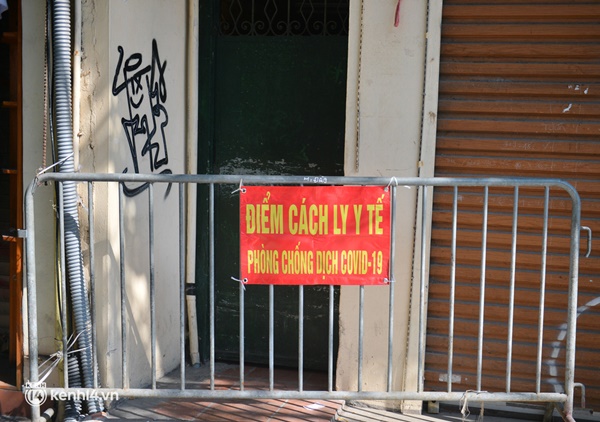 ĐIỂM CÁCH LY Y TẾ
PHÒNG CHỐNG DỊCH COVID-19
kenh14.vn